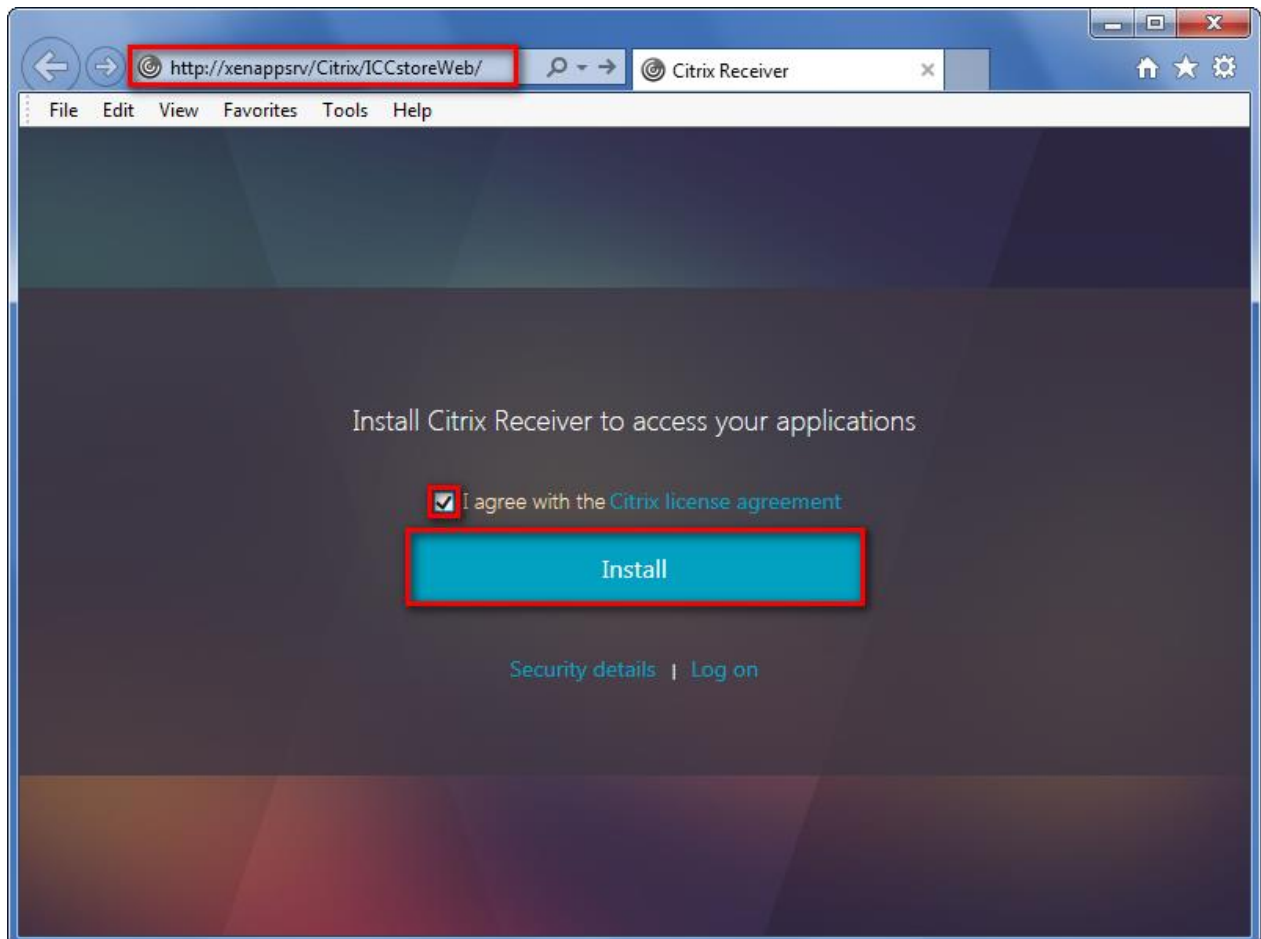 http://xenappsrv/Citrix/ICCstoreWeb/
Citrix Receiver
File Edit View Favorites Tools Help
Install Citrix Receiver to access your applications
I agree with the Citrix license agreement
Install
Security details | Log on